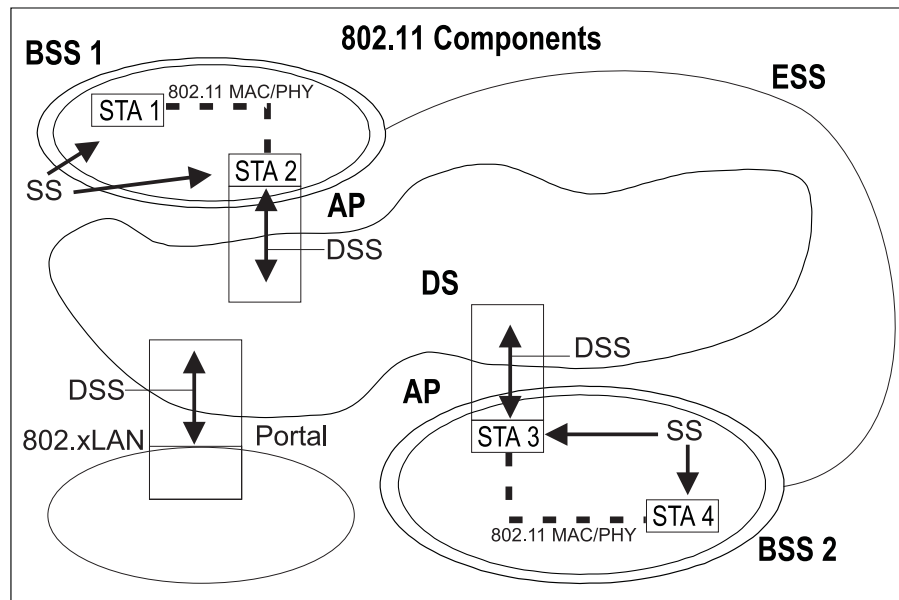 802.11 Components
BSS 1
ESS
802.11 MAC/PHY
STA 1
STA 2
SS
AP
DSS
DS
DSS
DSS
AP
802.xLAN
Portal
STA 3
SS
STA 4
802.11 MAC/PHY
BSS 2